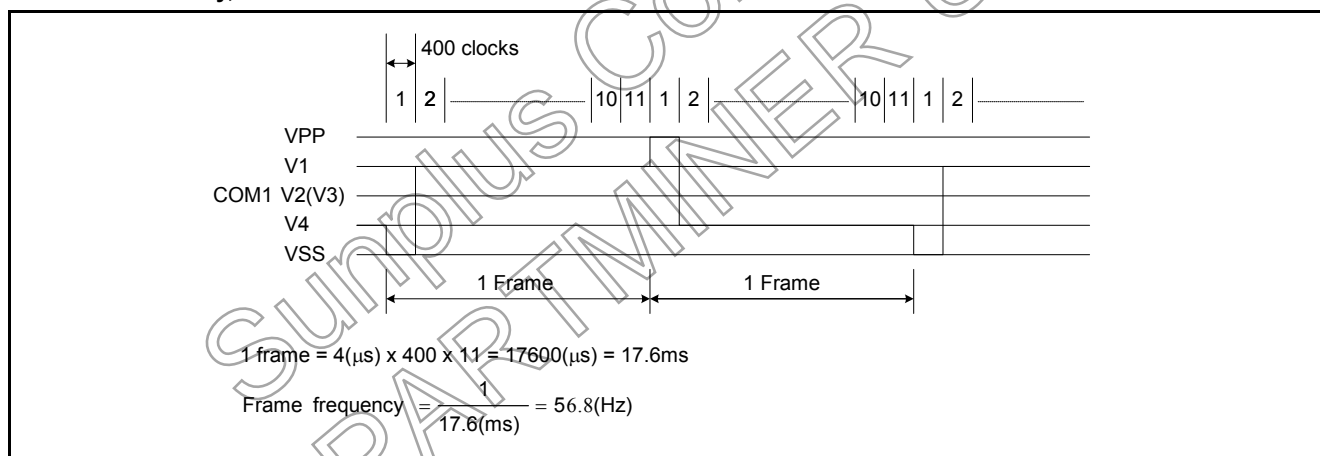 400 clocks
1 2 10 11 1 2 10 11 1 2
VPP
V1
COM1 V2(V3)
V4
VSS
1 Frame 1 Frame
1 frame = 4(μs) x 400 x 11 = 17600(μs) = 17.6ms
Frame frequency = 1 / 17.6(ms) = 56.8(Hz)
Sunplus
PARTMINER